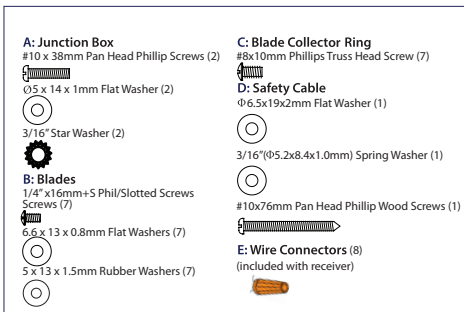 A: Junction Box
#10 x 38mm Pan Head Phillip Screws (2)
Ø5 x 14 x 1mm Flat Washer (2)
3/16” Star Washer (2)
B: Blades
1/4” x16mm+S Phil/Slotted Screws
Screws (7)
6.6 x 13 x 0.8mm Flat Washers (7)
5 x 13 x 1.5mm Rubber Washers (7)
C: Blade Collector Ring
#8x10mm Phillips Truss Head Screw (7)
D: Safety Cable
Φ6.5x19x2mm Flat Washer (1)
3/16”(Φ5.2x8.4x1.0mm) Spring Washer (1)
#10x76mm Pan Head Phillip Wood Screws (1)
E: Wire Connectors (8)
(included with receiver)